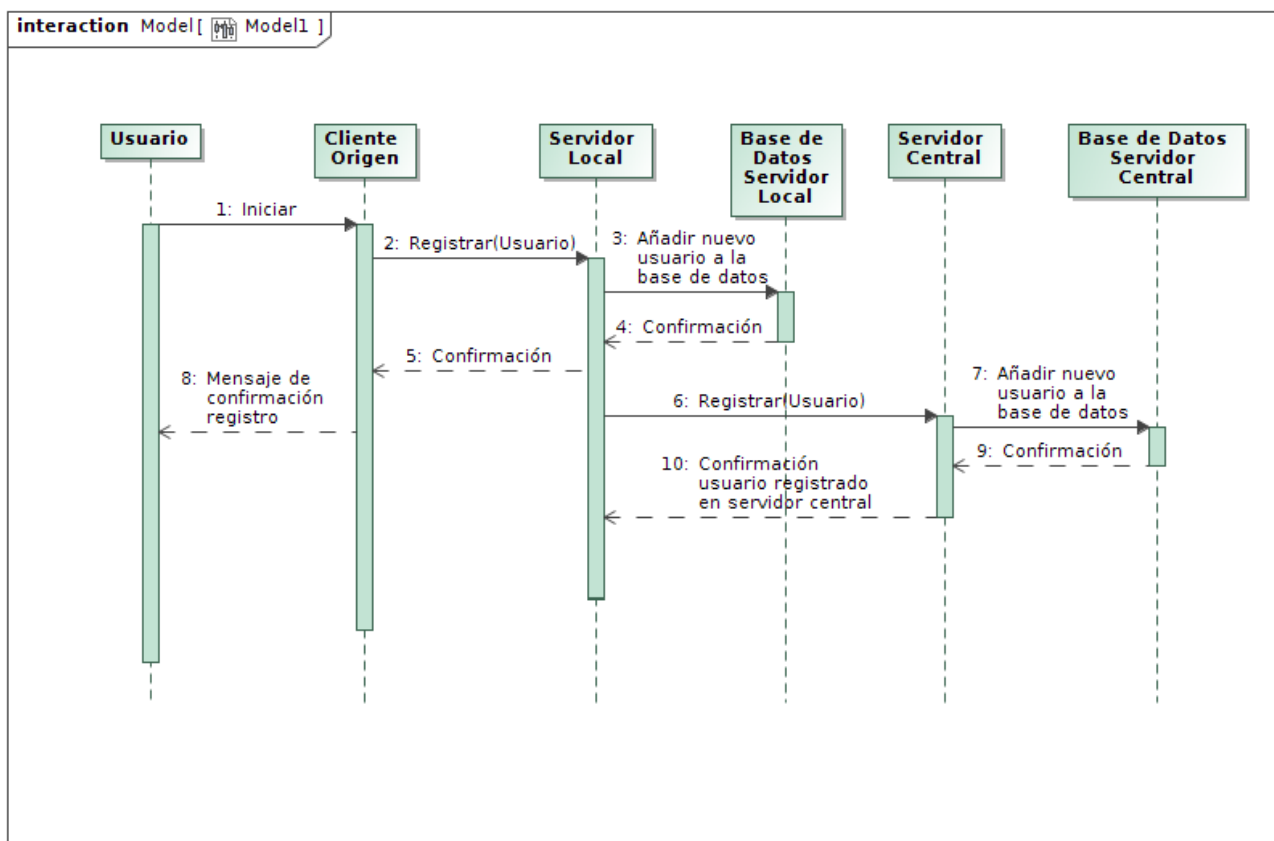 interaction Model [ Model1 ]
Usuario
Cliente
Origen
Servidor
Local
Base de
Datos
Servidor
Local
Servidor
Central
Base de Datos
Servidor
Central
1: Iniciar
2: Registrar(Usuario)
3: Añadir nuevo
usuario a la
base de datos
4: Confirmación
5: Confirmación
6: Registrar(Usuario)
7: Añadir nuevo
usuario a la
base de datos
8: Mensaje de
confirmación
registro
9: Confirmación
10: Confirmación
usuario registrado
en servidor central